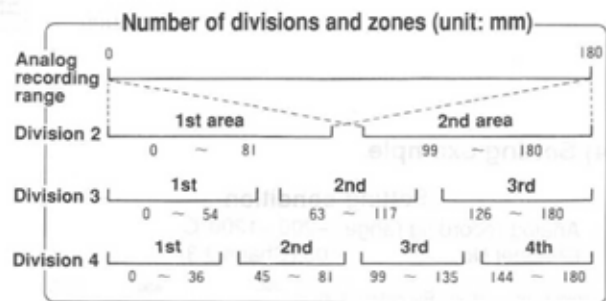 Number of divisions and zones (unit: mm)
0 180
Analog
recording
range
1st area 2nd area
Division 2
0 ~ 81 99 ~ 180
1st 2nd 3rd
Division 3
0 ~ 54 63 ~ 117 126 ~ 180
1st 2nd 3rd 4th
Division 4
0 ~ 36 45 ~ 81 99 ~ 135 144 ~ 180